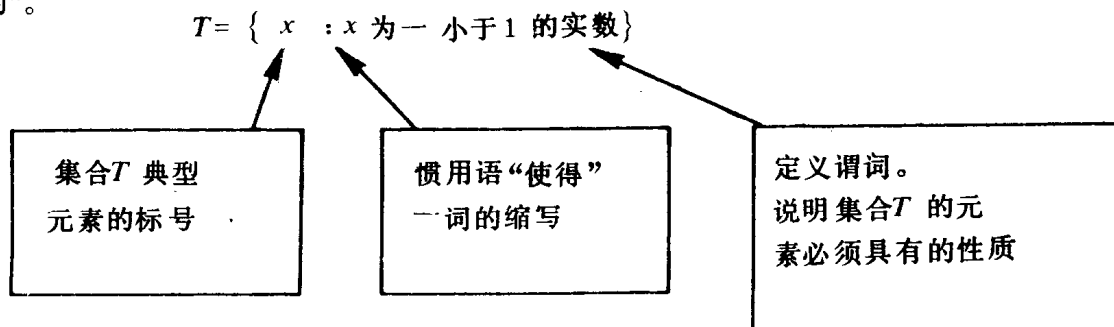 。
T= { x : x 为一 小于1 的实数}
集合T 典型
元素的标号
惯用语“使得”
一词的缩写
定义谓词。
说明集合T 的元
素必须具有的性质